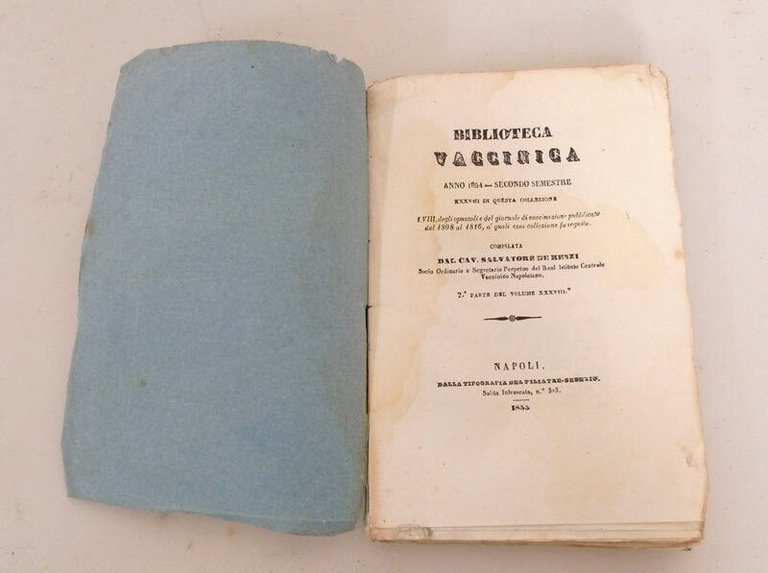 BIBLIOTECA
VACCINICA
ANNO 1854 — SECONDO SEMESTRE
XXXVIII DI QUESTA COLLEZIONE
LVIII. degli opuscoli e del giornale di vaccinazione pubblicato
dal 1808 al 1816, a' quali essa collezione fa seguito.
COMPILATA
DAL CAV. SALVATORE DE RENZI
Socio Ordinario e Segretario Perpetuo del Real Istituto Centrale
Vaccinico Napoletano.
2.ª PARTE DEL VOLUME XXXVIII.º
NAPOLI,
DALLA TIPOGRAFIA DEL FILIATRE-SEBEZIO,
Salita Infrascata, n.º 343.
1855